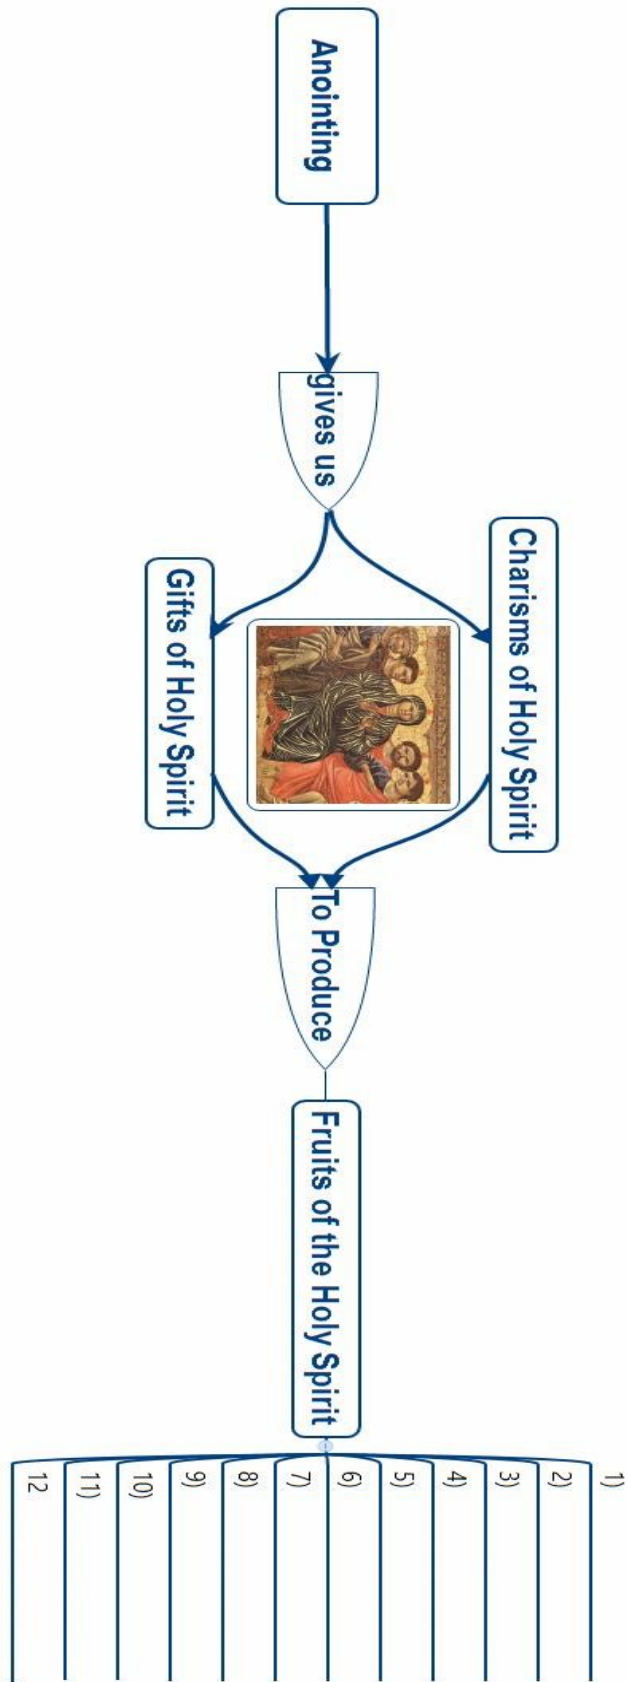 Anointing
gives us
Charisms of Holy Spirit
Gifts of Holy Spirit
To Produce
Fruits of the Holy Spirit
1)
2)
3)
4)
5)
6)
7)
8)
9)
10)
11)
12